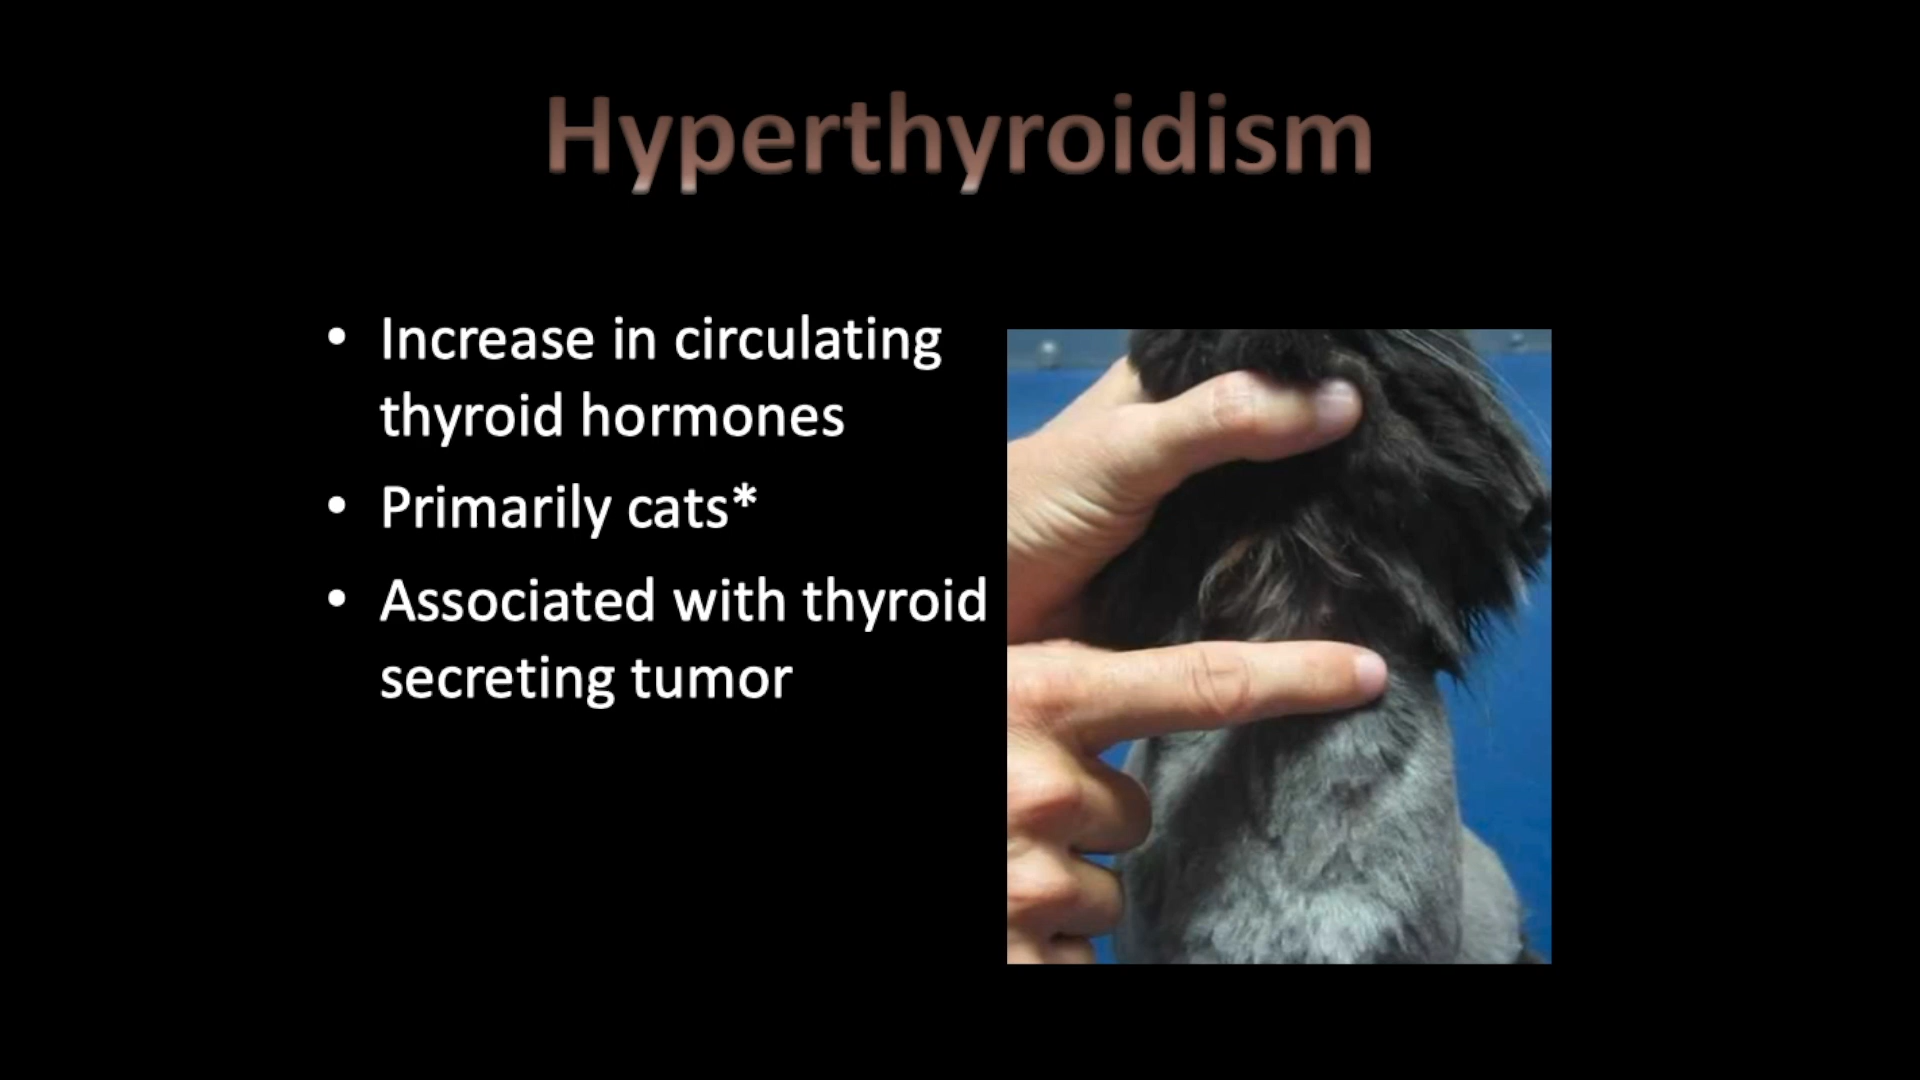 Hyperthyroidism
• Increase in circulating
thyroid hormones
• Primarily cats*
• Associated with thyroid
secreting tumor